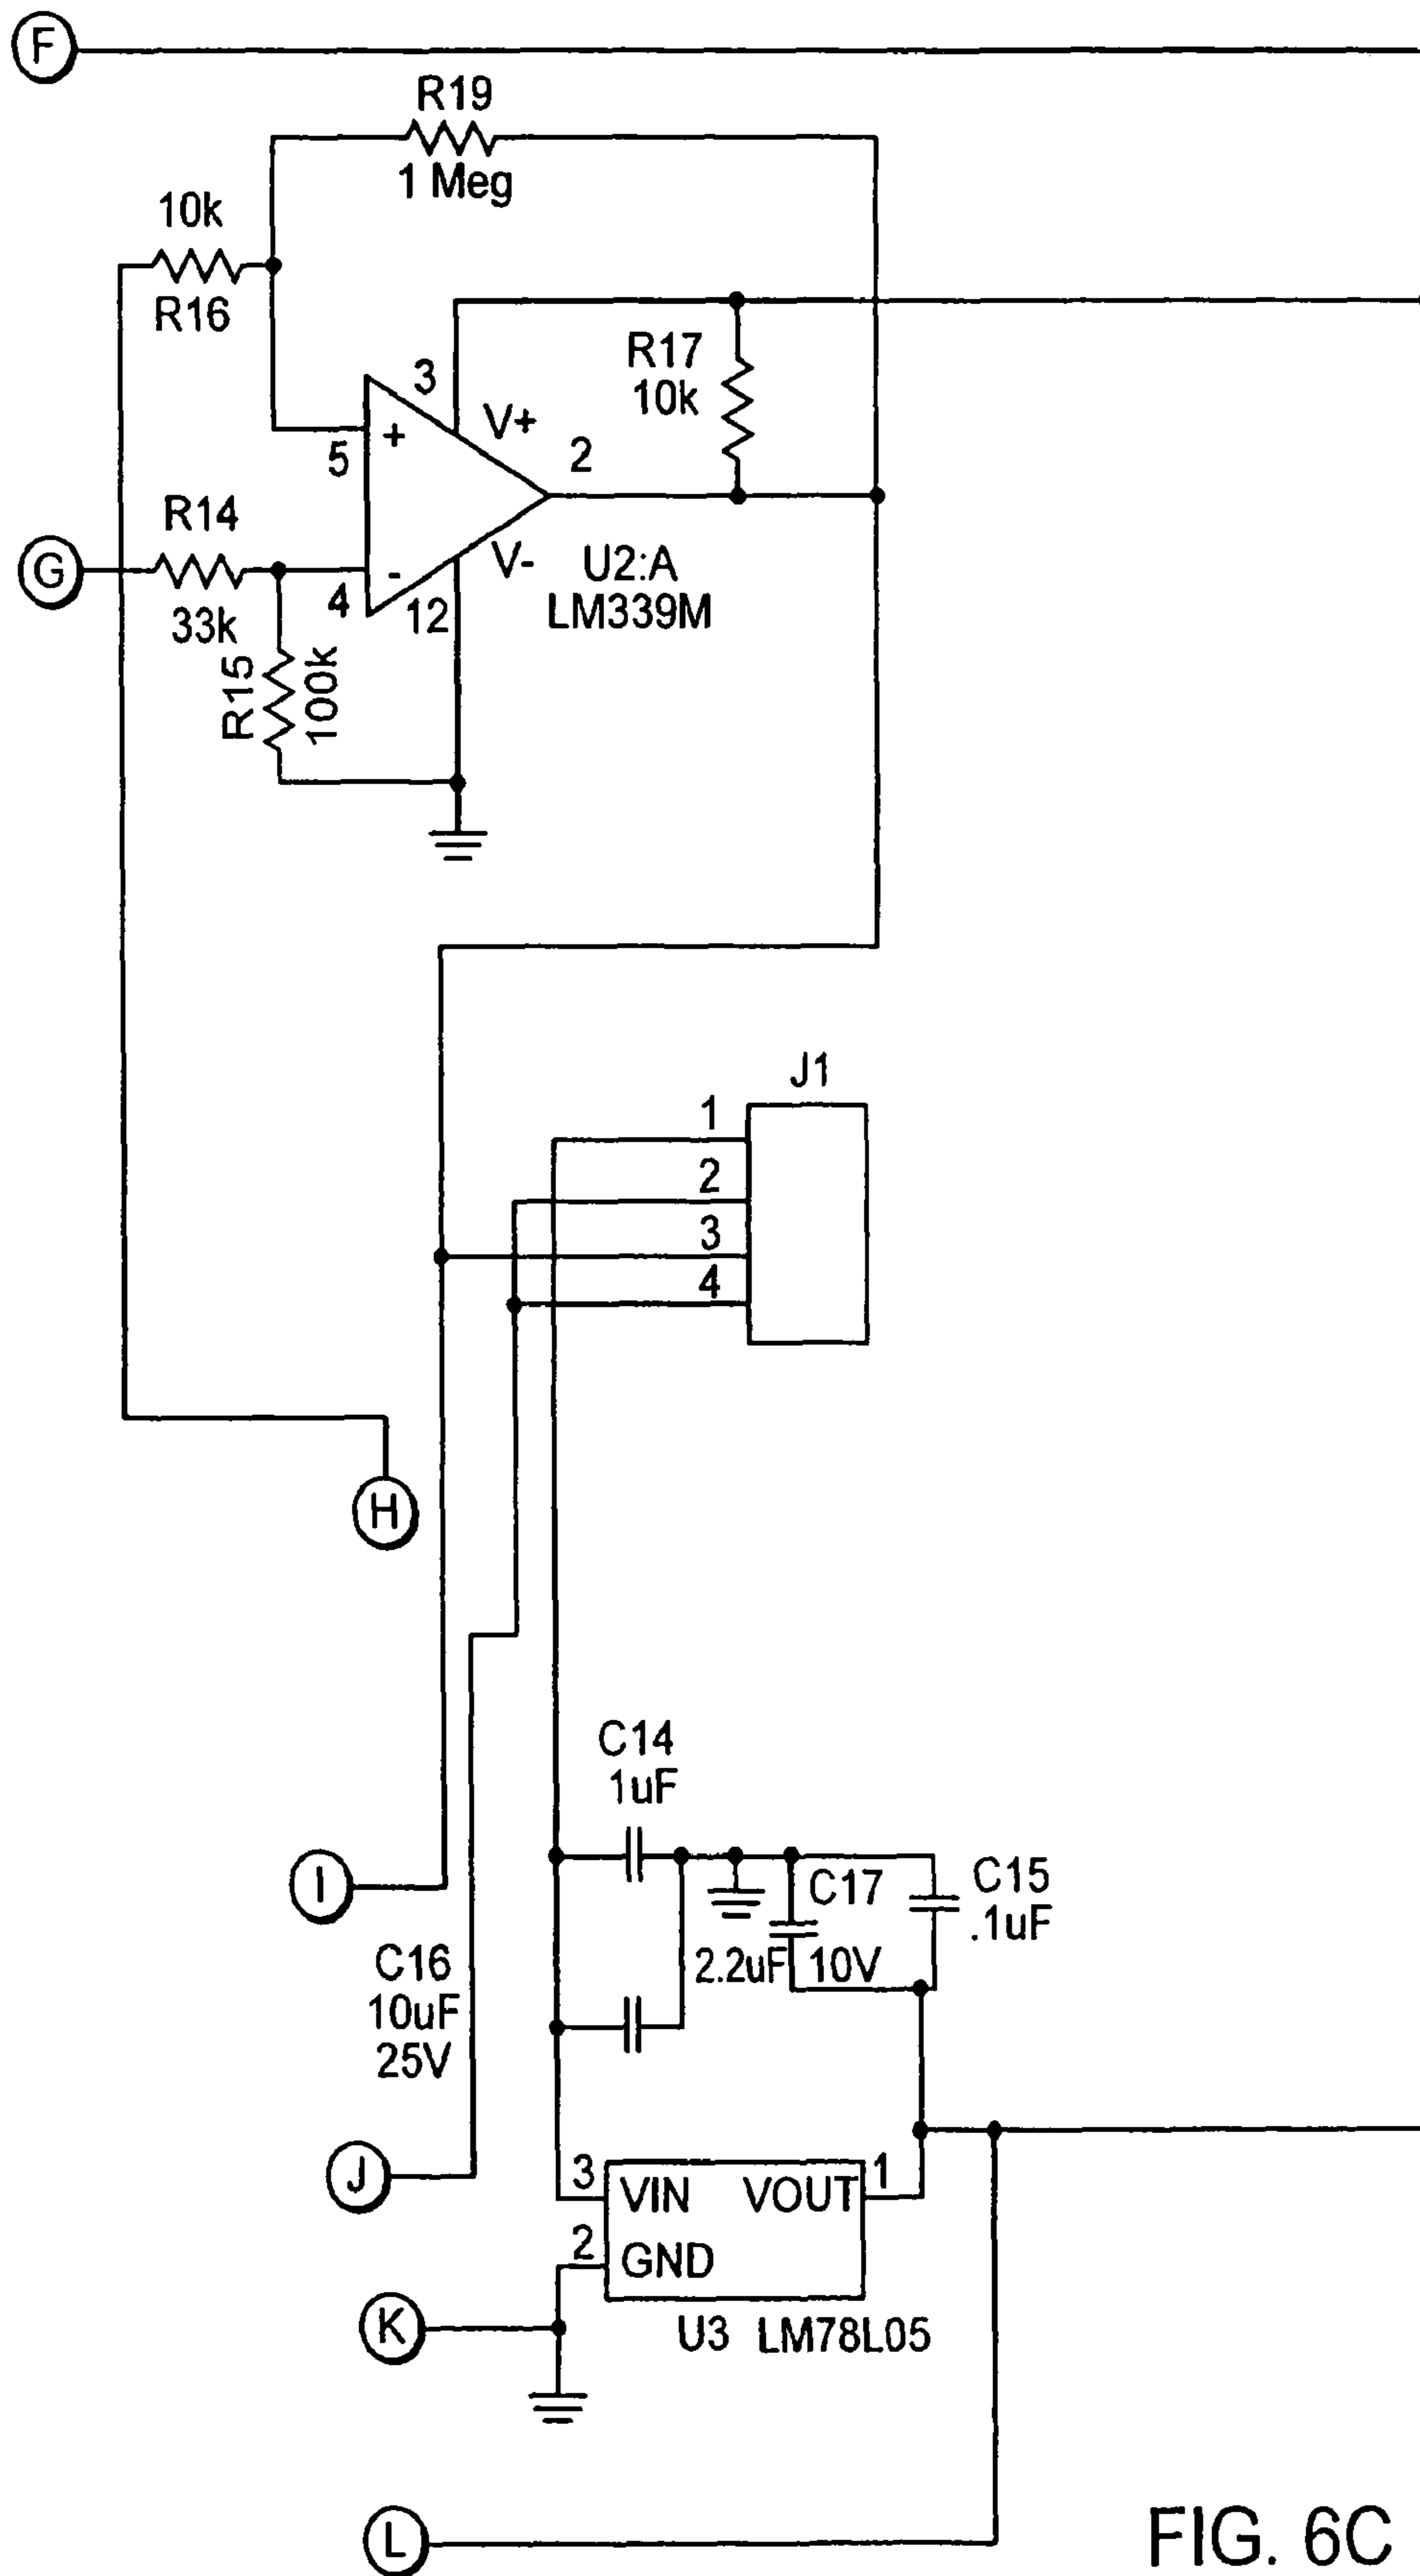 F
R19
1 Meg
10k
R16
R17
10k
3
V+
+
5
2
R14
G
-
4
V-
12
33k
U2:A
LM339M
R15
100k
J1
1
2
3
4
H
C14
1uF
I
C17
C15
.1uF
2.2uF 10V
C16
10uF
25V
J
3
VIN
VOUT
1
2
GND
K
U3 LM78L05
L
FIG. 6C